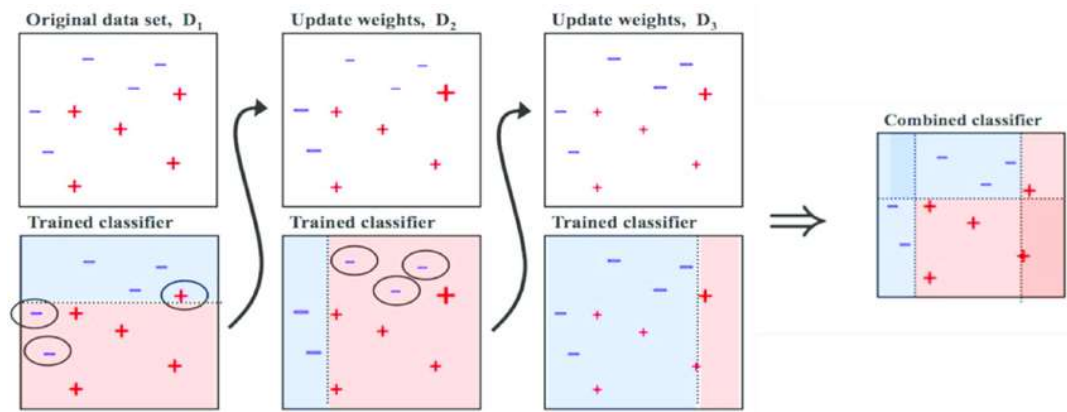 Original data set, D₁
Update weights, D₂
Update weights, D₃
Combined classifier
Trained classifier
Trained classifier
Trained classifier